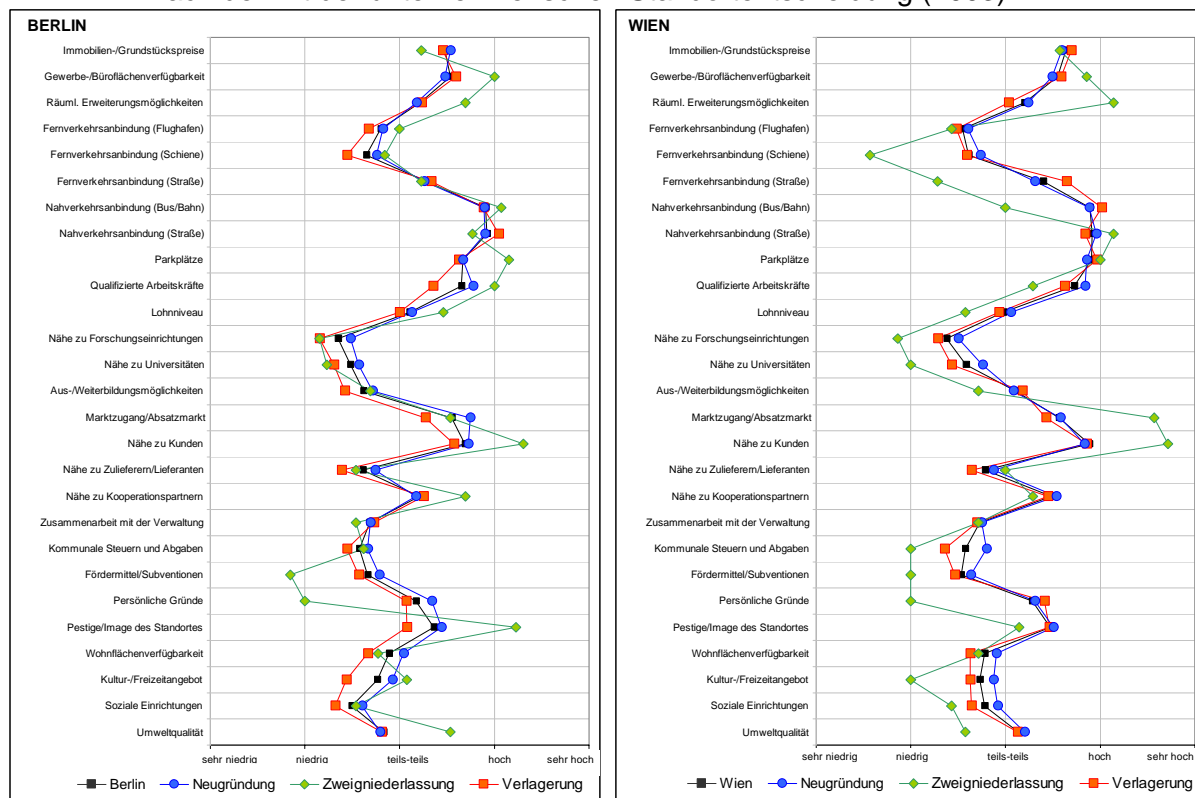 BERLIN
Immobilien-/Grundstückspreise
Gewerbe-/Büroflächenverfügbarkeit
Räuml. Erweiterungsmöglichkeiten
Fernverkehrsanbindung (Flughafen)
Fernverkehrsanbindung (Schiene)
Fernverkehrsanbindung (Straße)
Nahverkehrsanbindung (Bus/Bahn)
Nahverkehrsanbindung (Straße)
Parkplätze
Qualifizierte Arbeitskräfte
Lohnniveau
Nähe zu Forschungseinrichtungen
Nähe zu Universitäten
Aus-/Weiterbildungsmöglichkeiten
Marktzugang/Absatzmarkt
Nähe zu Kunden
Nähe zu Zulieferern/Lieferanten
Nähe zu Kooperationspartnern
Zusammenarbeit mit der Verwaltung
Kommunale Steuern und Abgaben
Fördermittel/Subventionen
Persönliche Gründe
Pestige/Image des Standortes
Wohnflächenverfügbarkeit
Kultur-/Freizeitangebot
Soziale Einrichtungen
Umweltqualität
sehr niedrig niedrig teils-teils hoch sehr hoch
Berlin Neugründung Zweigniederlassung Verlagerung
WIEN
Immobilien-/Grundstückspreise
Gewerbe-/Büroflächenverfügbarkeit
Räuml. Erweiterungsmöglichkeiten
Fernverkehrsanbindung (Flughafen)
Fernverkehrsanbindung (Schiene)
Fernverkehrsanbindung (Straße)
Nahverkehrsanbindung (Bus/Bahn)
Nahverkehrsanbindung (Straße)
Parkplätze
Qualifizierte Arbeitskräfte
Lohnniveau
Nähe zu Forschungseinrichtungen
Nähe zu Universitäten
Aus-/Weiterbildungsmöglichkeiten
Marktzugang/Absatzmarkt
Nähe zu Kunden
Nähe zu Zulieferern/Lieferanten
Nähe zu Kooperationspartnern
Zusammenarbeit mit der Verwaltung
Kommunale Steuern und Abgaben
Fördermittel/Subventionen
Persönliche Gründe
Pestige/Image des Standortes
Wohnflächenverfügbarkeit
Kultur-/Freizeitangebot
Soziale Einrichtungen
Umweltqualität
sehr niedrig niedrig teils-teils hoch sehr hoch
Wien Neugründung Zweigniederlassung Verlagerung